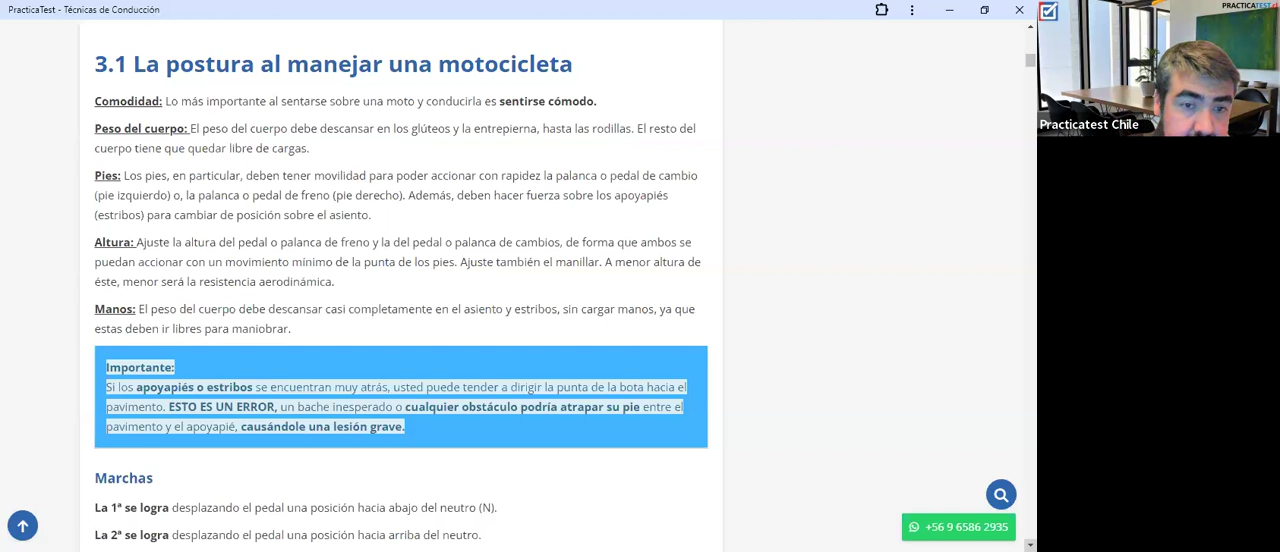 PracticaTest - Técnicas de Conducción
3.1 La postura al manejar una motocicleta
Comodidad: Lo más importante al sentarse sobre una moto y conducirla es sentirse cómodo.
Peso del cuerpo: El peso del cuerpo debe descansar en los glúteos y la entrepierna, hasta las rodillas. El resto del
cuerpo tiene que quedar libre de cargas.
Pies: Los pies, en particular, deben tener movilidad para poder accionar con rapidez la palanca o pedal de cambio
(pie izquierdo) o, la palanca o pedal de freno (pie derecho). Además, deben hacer fuerza sobre los apoyapiés
(estribos) para cambiar de posición sobre el asiento.
Altura: Ajuste la altura del pedal o palanca de freno y la del pedal o palanca de cambios, de forma que ambos se
puedan accionar con un movimiento mínimo de la punta de los pies. Ajuste también el manillar. A menor altura de
éste, menor será la resistencia aerodinámica.
Manos: El peso del cuerpo debe descansar casi completamente en el asiento y estribos, sin cargar manos, ya que
estas deben ir libres para maniobrar.
Importante:
Si los apoyapiés o estribos se encuentran muy atrás, usted puede tender a dirigir la punta de la bota hacia el
pavimento. ESTO ES UN ERROR, un bache inesperado o cualquier obstáculo podría atrapar su pie entre el
pavimento y el apoyapié, causándole una lesión grave.
Marchas
La 1ª se logra desplazando el pedal una posición hacia abajo del neutro (N).
La 2ª se logra desplazando el pedal una posición hacia arriba del neutro.
+56 9 6586 2935
PRACTICATEST.cl
Practicatest Chile